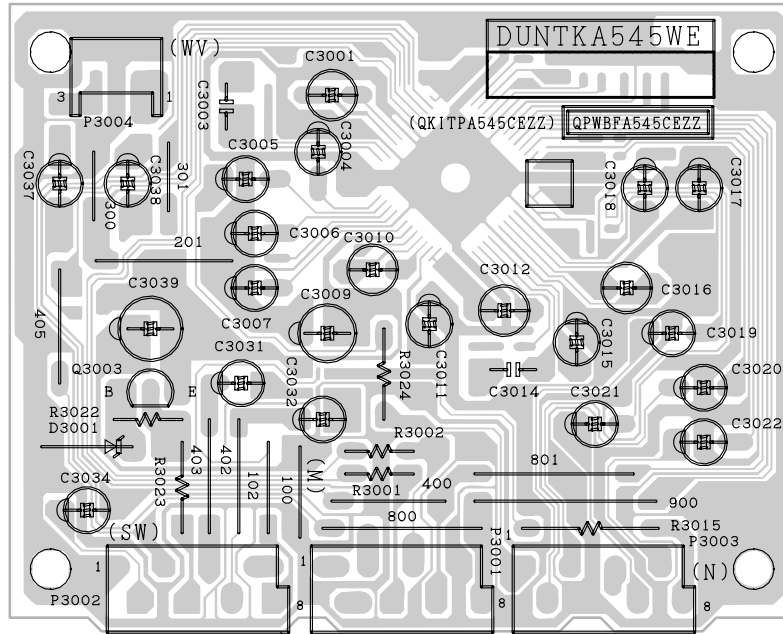 DUNTKA545WE
(WV)
C3001
C3003
3
1
P3004
(QKITPA545CEZZ)
QPWBFA545CEZZ
C3004
C3005
C3037
300
C3038
301
C3018
C3017
C3006
201
C3010
C3012
C3016
405
C3039
C3007
C3009
C3011
C3015
C3019
C3031
Q3003
B
E
C3032
R3024
C3014
C3020
R3022
D3001
C3021
C3022
R3002
R3023
403
402
102
100
(M)
R3001
400
801
C3034
900
(SW)
800
P3001
1
R3015
P3003
1
1
(N)
P3002
8
8
8